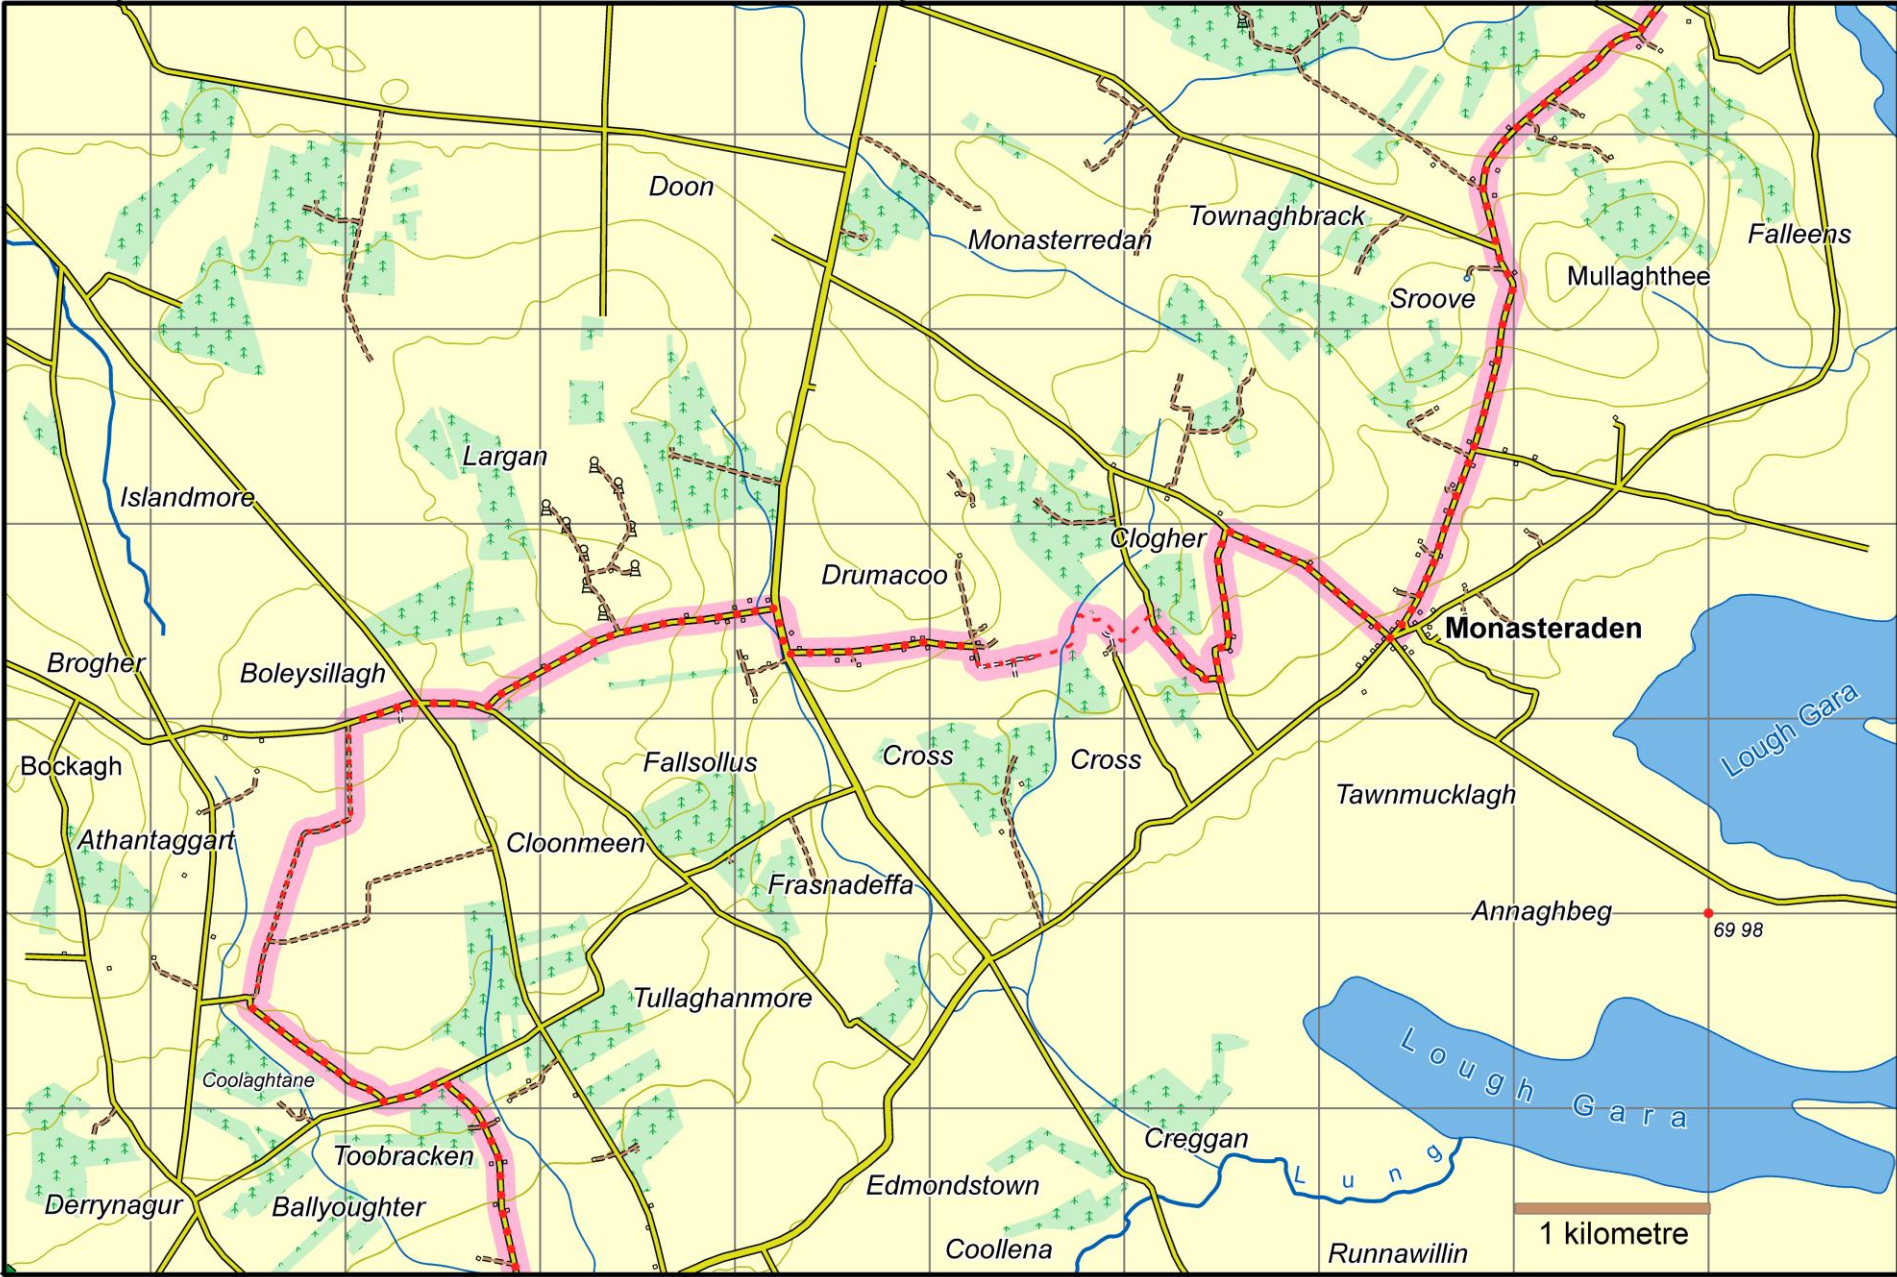 Doon
Townaghbrack
Monasterredan
Falleens
Mullaghthee
Sroove
Largan
Islandmore
Clogher
Drumacoo
Monasteraden
Brogher
Boleysillagh
Lough Gara
Bockagh
Fallsollus
Cross
Cross
Tawnmucklagh
Athantaggart
Cloonmeen
Frasnadeffa
Annaghbeg
69 98
Tullaghanmore
Lough Gara
Coolaghtane
Creggan
Toobracken
Lung
Edmondstown
Derrynagur
Ballyoughter
1 kilometre
Coollena
Runnawillin